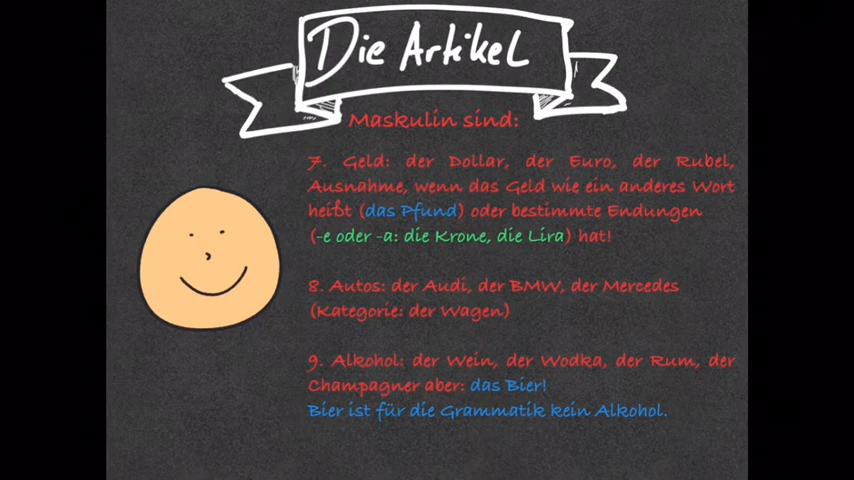 Die Artikel
Maskulin sind:
7. Geld: der Dollar, der Euro, der Rubel,
Ausnahme, wenn das Geld wie ein anderes Wort
heißt (das Pfund) oder bestimmte Endungen
(-e oder -a: die Krone, die Lira) hat!
8. Autos: der Audi, der BMW, der Mercedes
(Kategorie: der Wagen)
9. Alkohol: der Wein, der Wodka, der Rum, der
Champagner aber: das Bier!
Bier ist für die Grammatik kein Alkohol.